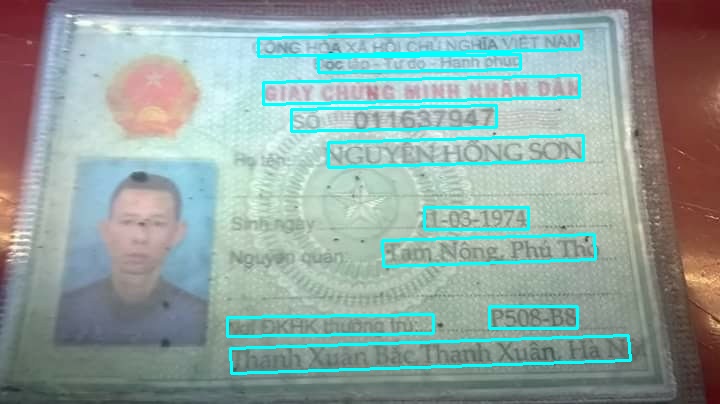 CỘNG HÒA XÃ HỘI CHỦ NGHĨA VIỆT NAM
Độc lập - Tự do - Hạnh phúc
GIẤY CHỨNG MINH NHÂN DÂN
SỐ 011637947
Họ tên: NGUYỄN HỒNG SƠN
Sinh ngày 1-03-1974
Nguyên quán: Tam Nông, Phú Thọ
Nơi ĐKHK thường trú: P508-B8
Thanh Xuân Bắc, Thanh Xuân, Hà N